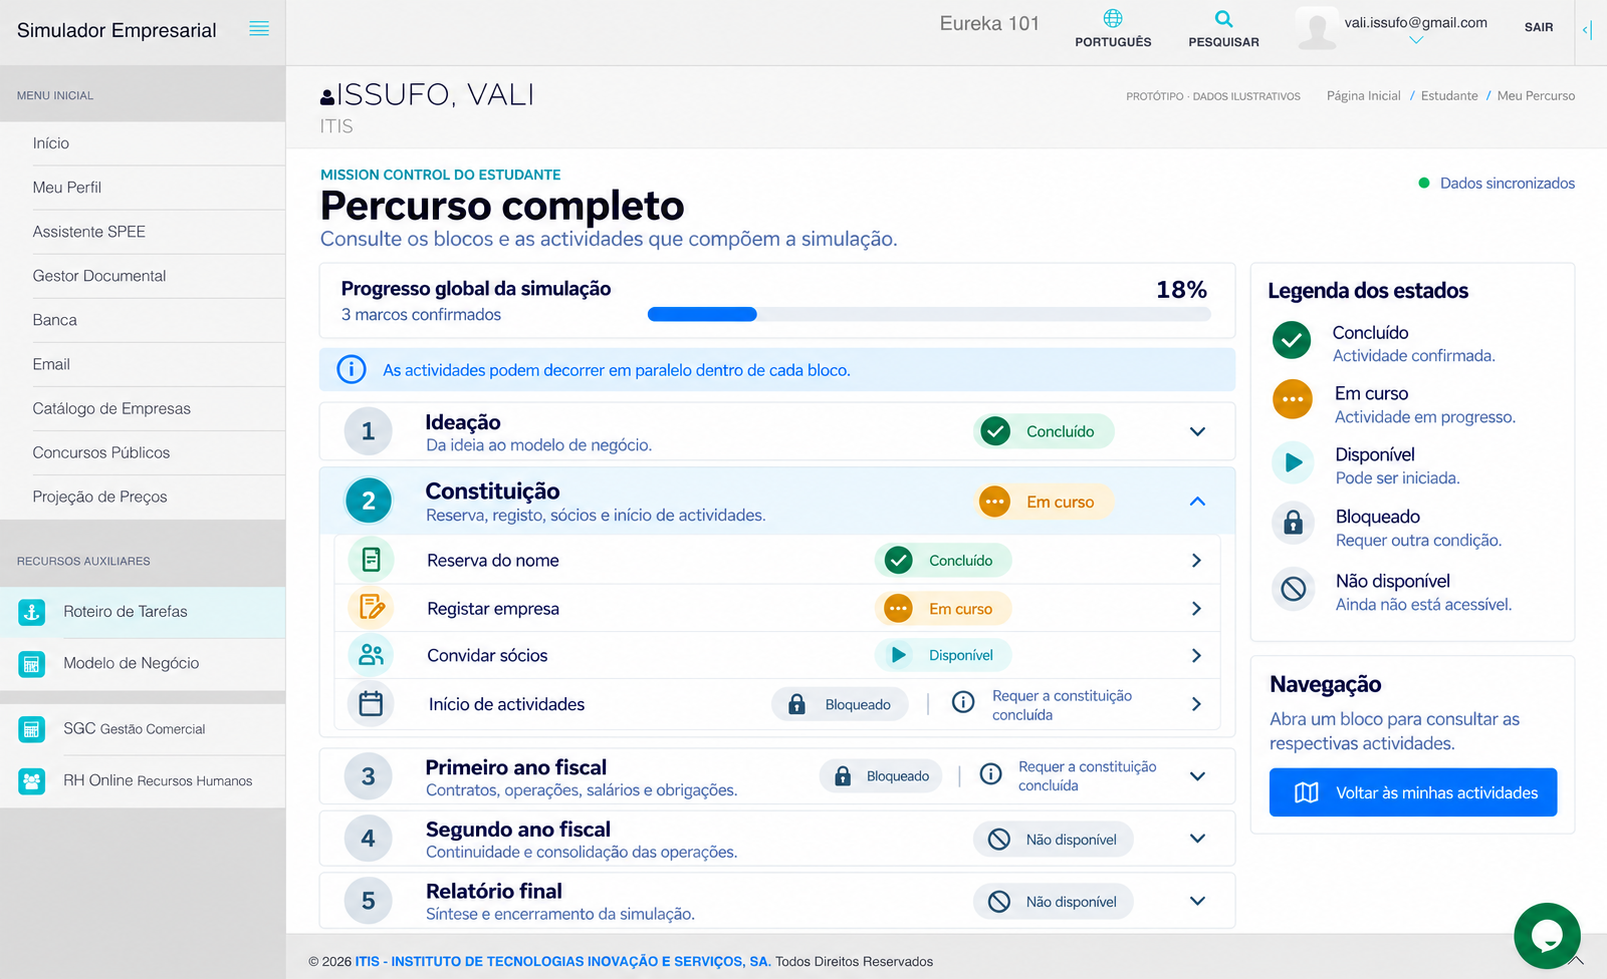 Simulador Empresarial
Eureka 101
PORTUGUÊS
PESQUISAR
vali.issufo@gmail.com
SAIR
MENU INICIAL
Início
Meu Perfil
Assistente SPEE
Gestor Documental
Banca
Email
Catálogo de Empresas
Concursos Públicos
Projeção de Preços
RECURSOS AUXILIARES
Roteiro de Tarefas
Modelo de Negócio
SGC Gestão Comercial
RH Online Recursos Humanos
ISSUFO, VALI
ITIS
PROTÓTIPO · DADOS ILUSTRATIVOS
Página Inicial / Estudante / Meu Percurso
MISSION CONTROL DO ESTUDANTE
Percurso completo
Consulte os blocos e as actividades que compõem a simulação.
Dados sincronizados
Progresso global da simulação
3 marcos confirmados
18%
As actividades podem decorrer em paralelo dentro de cada bloco.
1
Ideação
Da ideia ao modelo de negócio.
Concluído
2
Constituição
Reserva, registo, sócios e início de actividades.
Em curso
Reserva do nome
Concluído
Registar empresa
Em curso
Convidar sócios
Disponível
Início de actividades
Bloqueado
Requer a constituição
concluída
3
Primeiro ano fiscal
Contratos, operações, salários e obrigações.
Bloqueado
Requer a constituição
concluída
4
Segundo ano fiscal
Continuidade e consolidação das operações.
Não disponível
5
Relatório final
Síntese e encerramento da simulação.
Não disponível
Legenda dos estados
Concluído
Actividade confirmada.
Em curso
Actividade em progresso.
Disponível
Pode ser iniciada.
Bloqueado
Requer outra condição.
Não disponível
Ainda não está acessível.
Navegação
Abra um bloco para consultar as
respectivas actividades.
Voltar às minhas actividades
© 2026 ITIS - INSTITUTO DE TECNOLOGIAS INOVAÇÃO E SERVIÇOS, SA. Todos Direitos Reservados